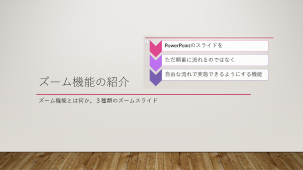 PowerPointのスライドを
ただ順番に流れるのではなく
自由な流れで実施できるようにする機能
ズーム機能の紹介
ズーム機能とは何か。３種類のズームスライド